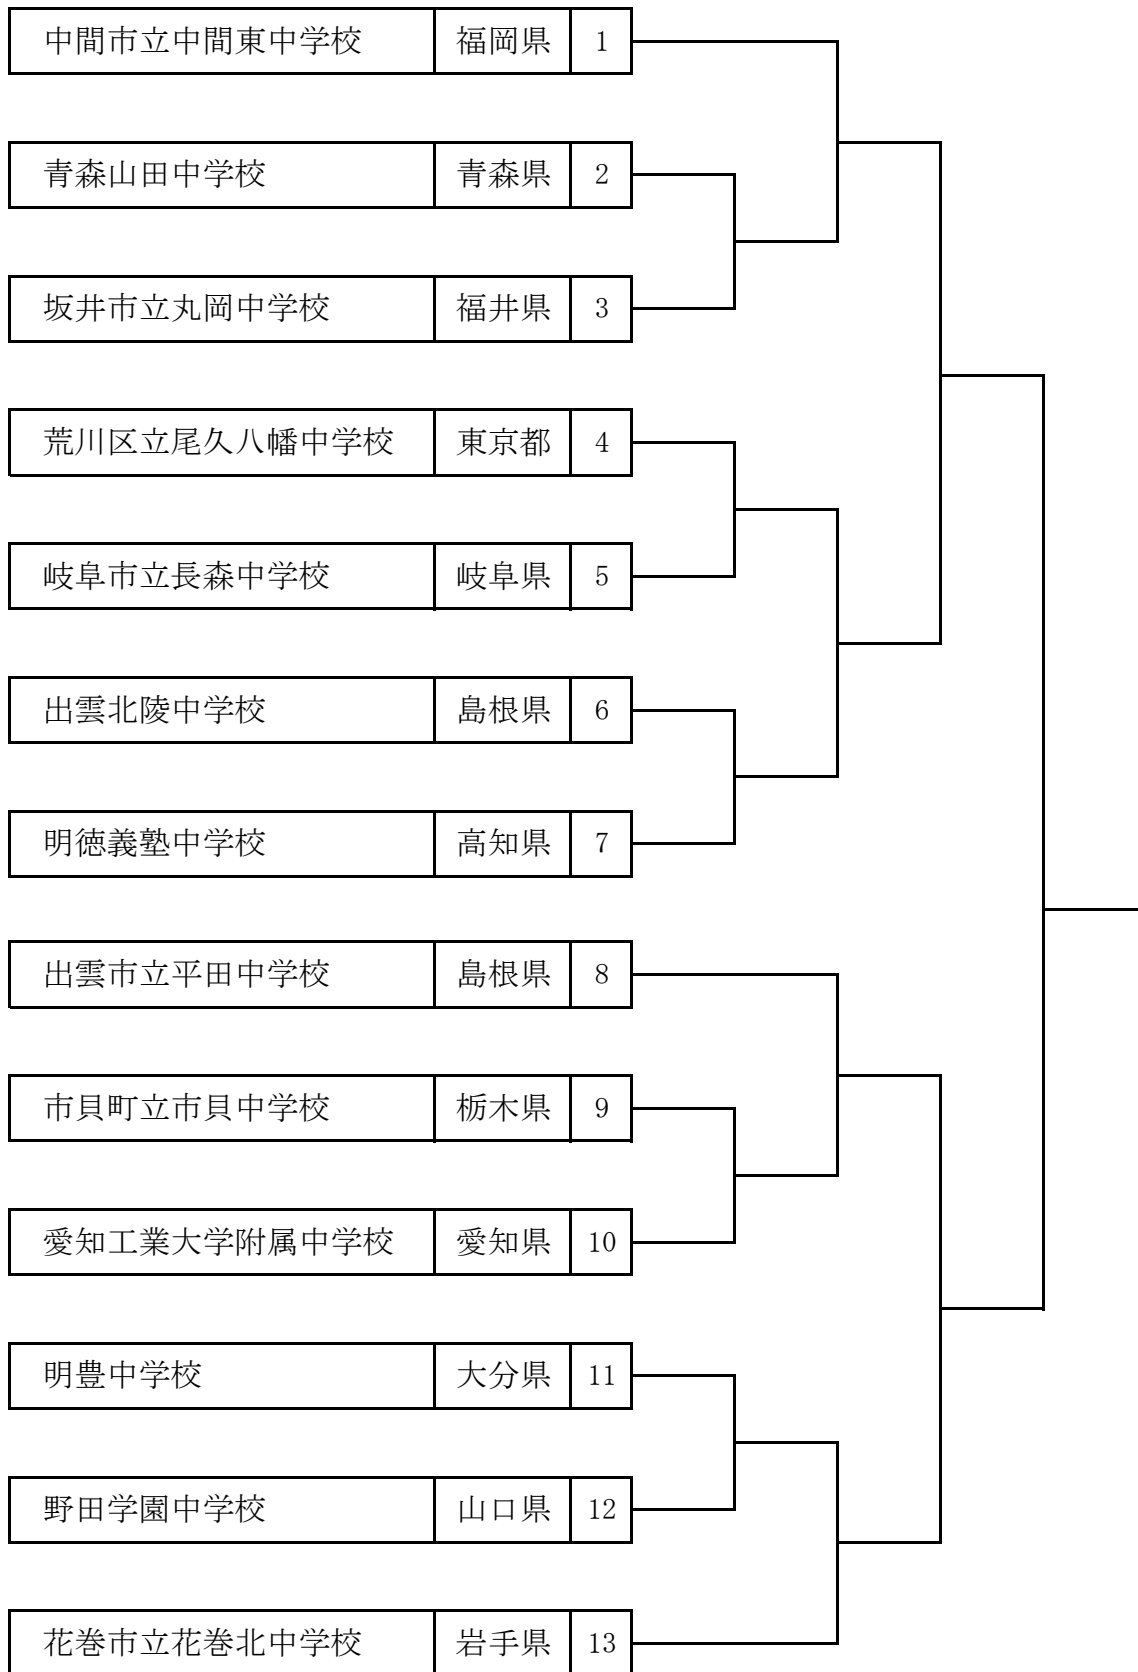 中間市立中間東中学校 福岡県 1
青森山田中学校 青森県 2
坂井市立丸岡中学校 福井県 3
荒川区立尾久八幡中学校 東京都 4
岐阜市立長森中学校 岐阜県 5
出雲北陵中学校 島根県 6
明徳義塾中学校 高知県 7
出雲市立平田中学校 島根県 8
市貝町立市貝中学校 栃木県 9
愛知工業大学附属中学校 愛知県 10
明豊中学校 大分県 11
野田学園中学校 山口県 12
花巻市立花巻北中学校 岩手県 13